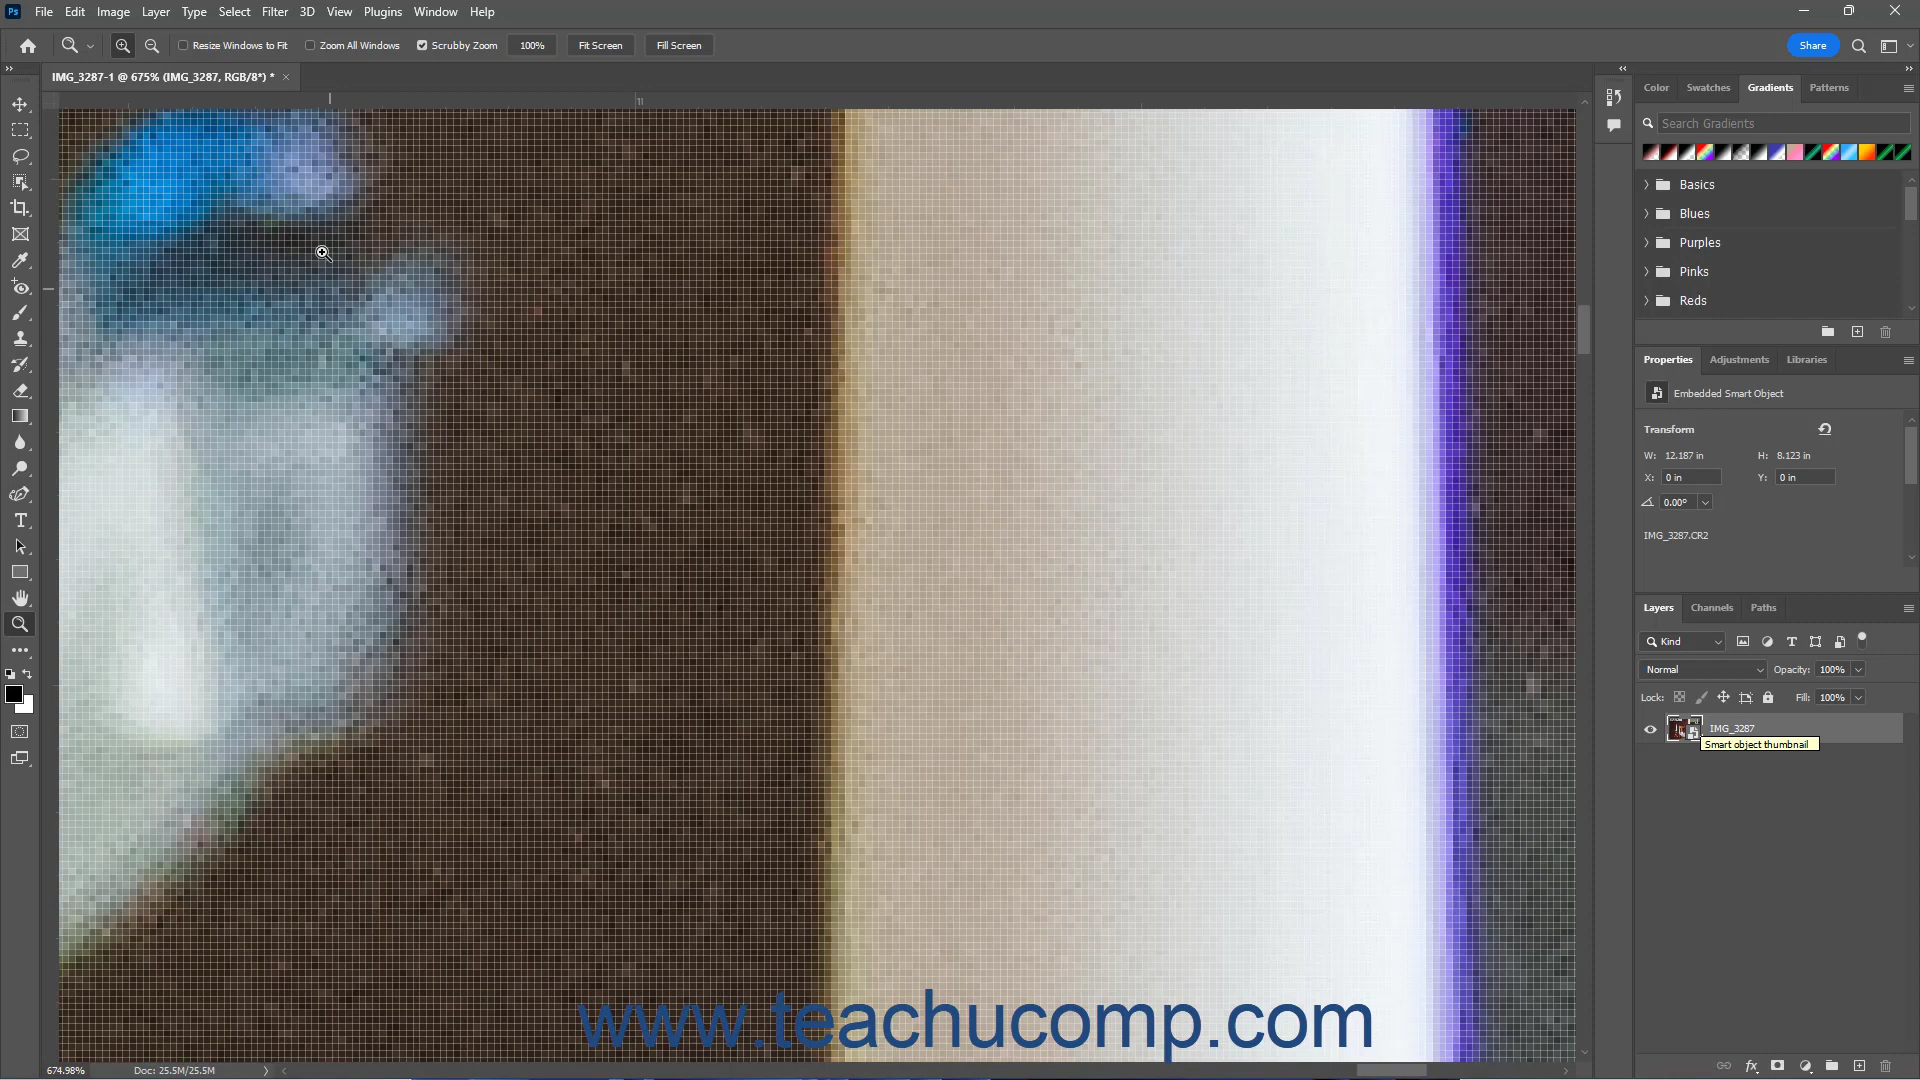 Ps File Edit Image Layer Type Select Filter 3D View Plugins Window Help
Resize Windows to Fit Zoom All Windows Scrubby Zoom 100% Fit Screen Fill Screen Share
IMG_3287-1 @ 675% (IMG_3287, RGB/8*) *
11
Color Swatches Gradients Patterns
Search Gradients
Basics
Blues
Purples
Pinks
Reds
Properties Adjustments Libraries
Embedded Smart Object
Transform
W: 12.187 in H: 8.123 in
X: 0 in Y: 0 in
0.00°
IMG_3287.CR2
Layers Channels Paths
Kind
Normal Opacity: 100%
Lock: Fill: 100%
IMG_3287
Smart object thumbnail
www.teachucomp.com
674.98% Doc: 25.5M/25.5M